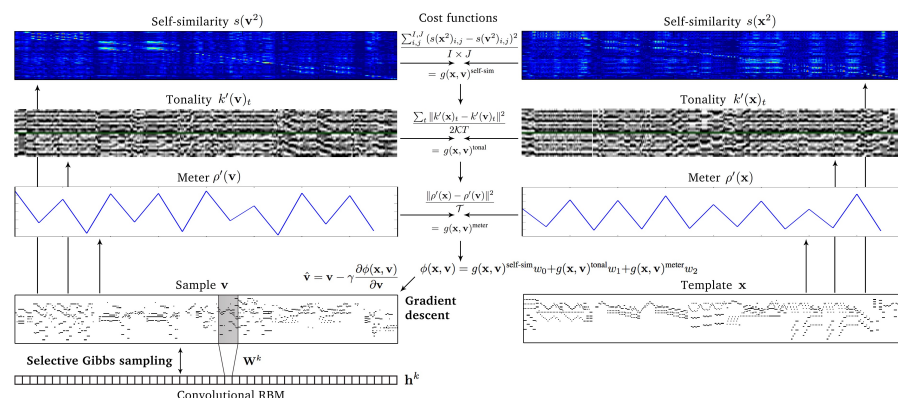 Self-similarity s(v²)
Cost functions
Self-similarity s(x²)
∑_{i,j}^{I,J} (s(x²)_{i,j} − s(v²)_{i,j})²
I × J
= g(x, v)^{self-sim}
Tonality k′(v)_t
Tonality k′(x)_t
∑_t ‖k′(x)_t − k′(v)_t‖²
2KT
= g(x, v)^{tonal}
Meter ρ′(v)
Meter ρ′(x)
‖ρ′(x) − ρ′(v)‖²
T
= g(x, v)^{meter}
v̂ = v − γ ∂ϕ(x, v) / ∂v
ϕ(x, v) = g(x, v)^{self-sim} w₀ + g(x, v)^{tonal} w₁ + g(x, v)^{meter} w₂
Sample v
Gradient
descent
Template x
Selective Gibbs sampling
W^k
h^k
Convolutional RBM